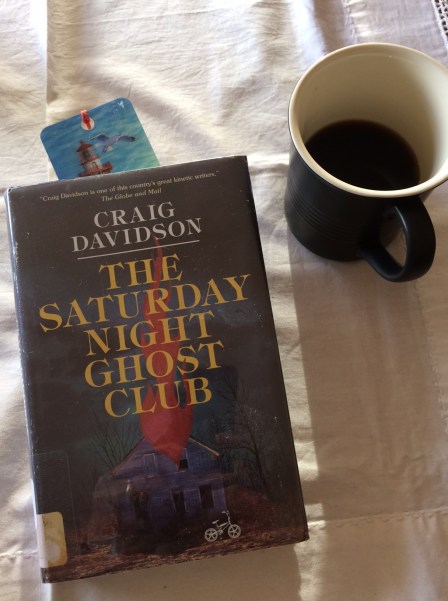 "Craig Davidson is one of this country's great kinetic writers."
The Globe and Mail
CRAIG
DAVIDSON
THE
SATURDAY
NIGHT
GHOST
CLUB